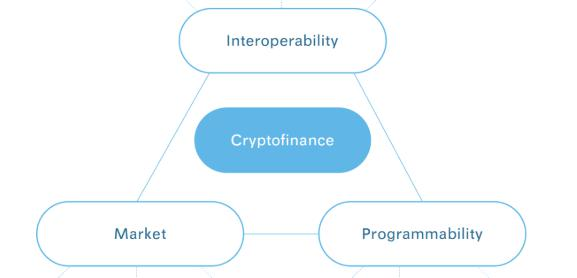 Interoperability
Cryptofinance
Market
Programmability